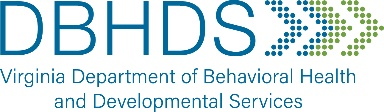 DBHDS
Virginia Department of Behavioral Health
and Developmental Services